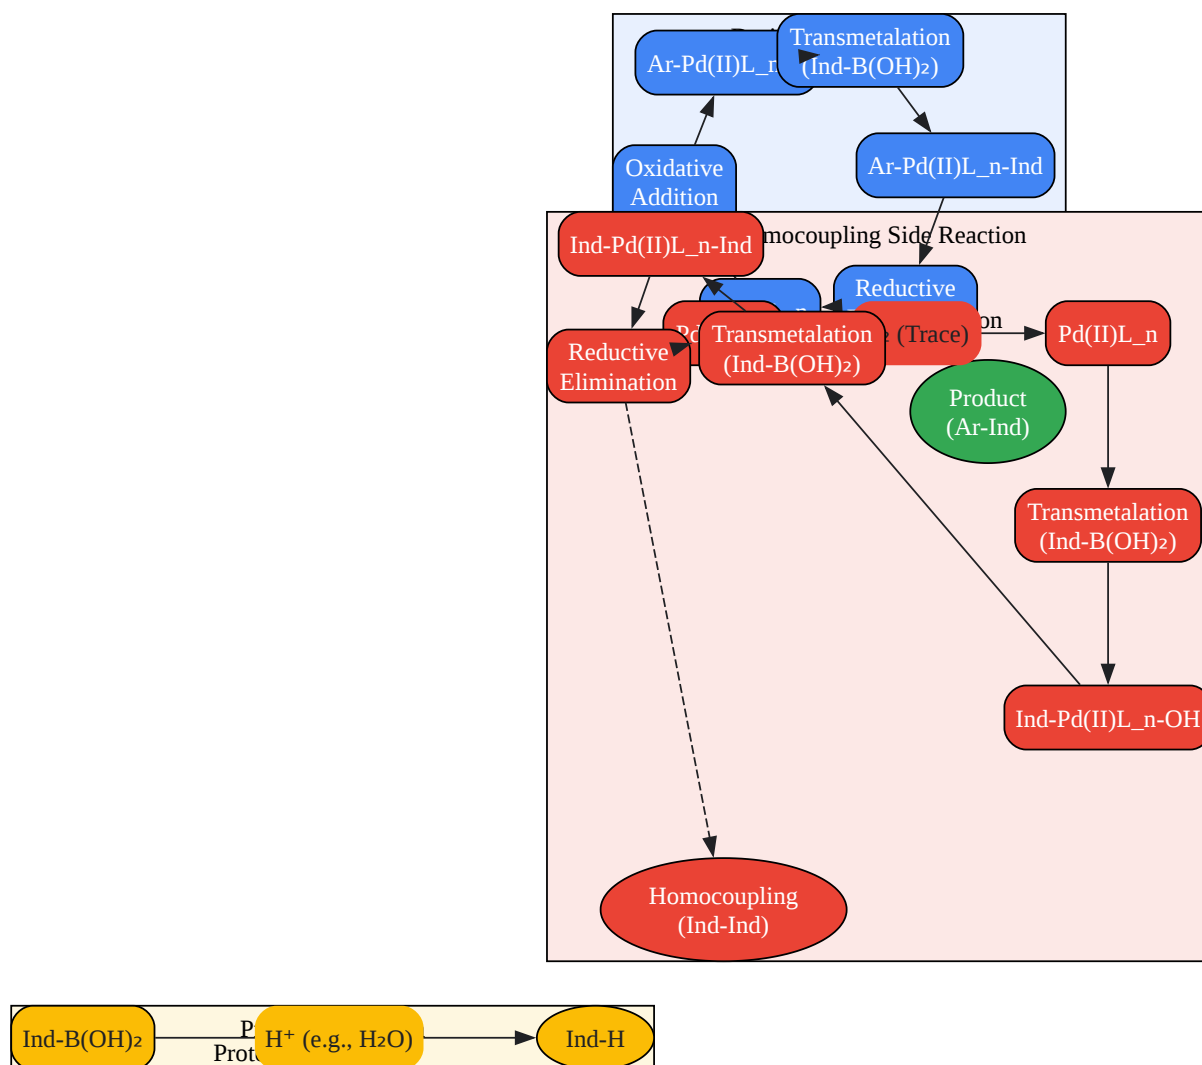 Transmetalation
(Ind-B(OH)₂)
Ar-Pd(II)L_n
Ar-Pd(II)L_n-Ind
Oxidative
Addition
Ind-Pd(II)L_n-Ind
Side Reaction
Reductive
(Trace)
Pd(II)L_n
Transmetalation
(Ind-B(OH)₂)
Reductive
Elimination
Product
(Ar-Ind)
Transmetalation
(Ind-B(OH)₂)
Ind-Pd(II)L_n-OH
Homocoupling
(Ind-Ind)
Ind-B(OH)₂
H⁺ (e.g., H₂O)
Ind-H